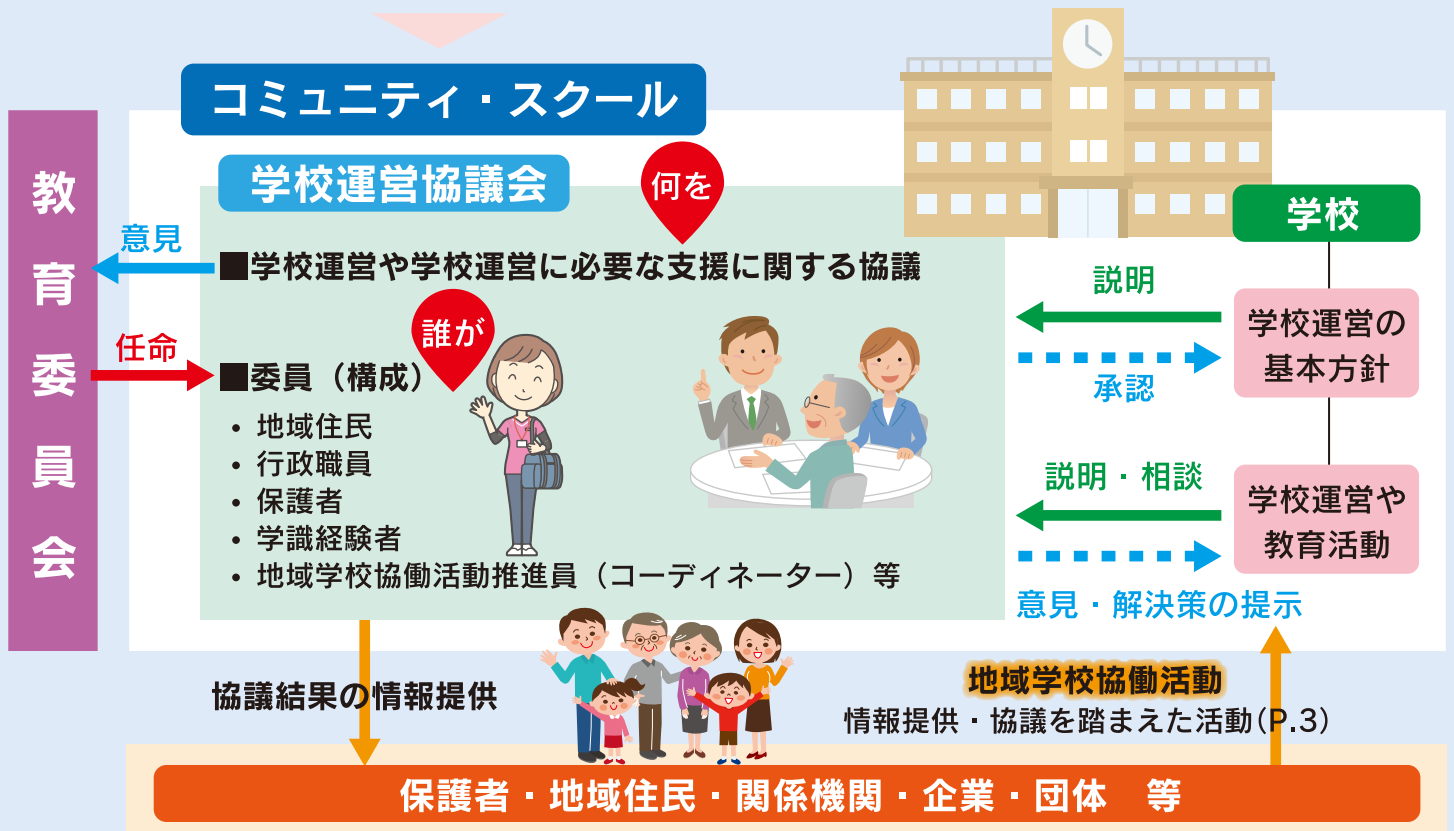 コミュニティ・スクール
教育委員会
学校運営協議会
何を
意見
■学校運営や学校運営に必要な支援に関する協議
任命
誰が
■委員（構成）
・ 地域住民
・ 行政職員
・ 保護者
・ 学識経験者
・ 地域学校協働活動推進員（コーディネーター）等
学校
説明
承認
学校運営の
基本方針
説明・相談
意見・解決策の提示
学校運営や
教育活動
協議結果の情報提供
地域学校協働活動
情報提供・協議を踏まえた活動(P.3)
保護者・地域住民・関係機関・企業・団体　等